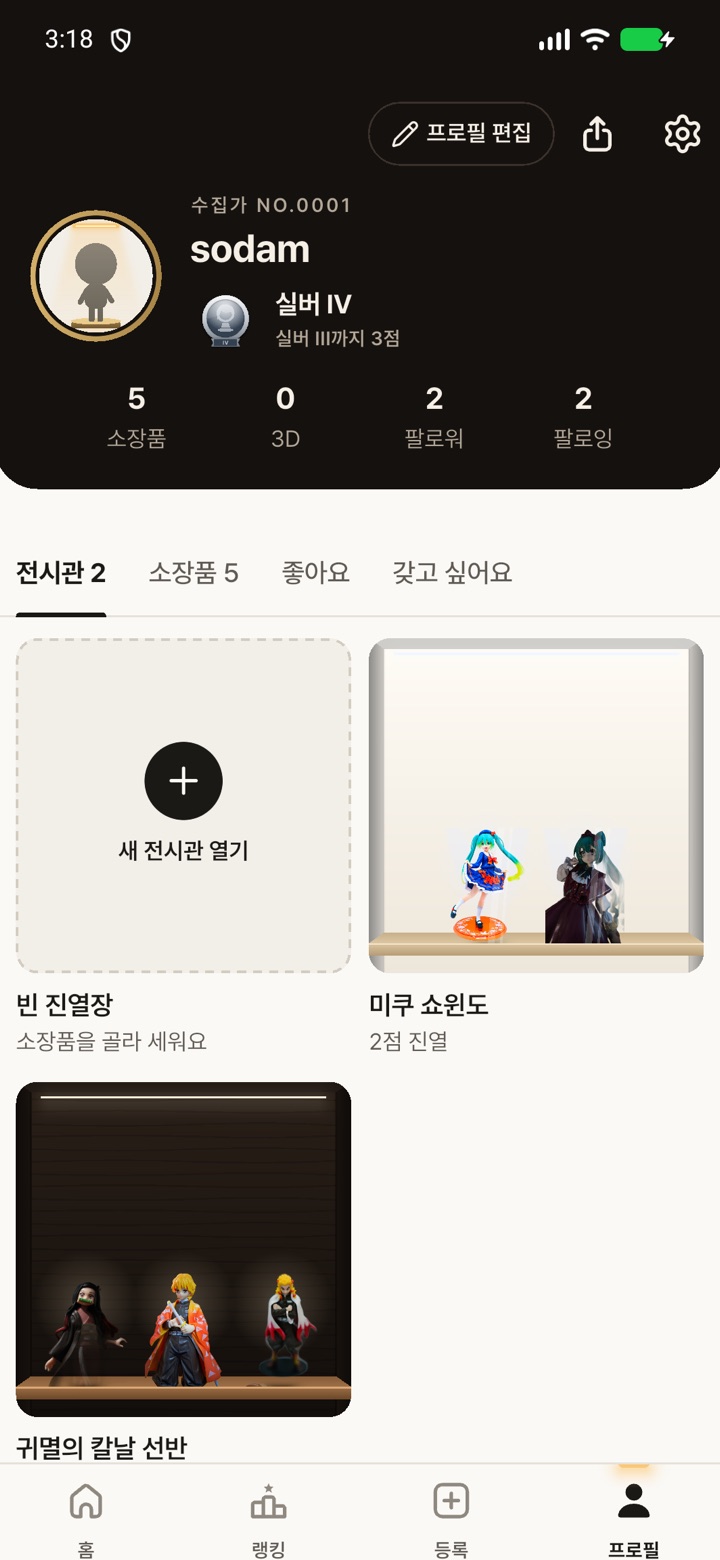 3:18
프로필 편집
수집가 NO.0001
sodam
실버 IV
IV
실버 III까지 3점
5 0 2 2
소장품 3D 팔로워 팔로잉
전시관 2 소장품 5 좋아요 갖고 싶어요
새 전시관 열기
빈 진열장
소장품을 골라 세워요
미쿠 쇼윈도
2점 진열
귀멸의 칼날 선반
홈 랭킹 등록 프로필